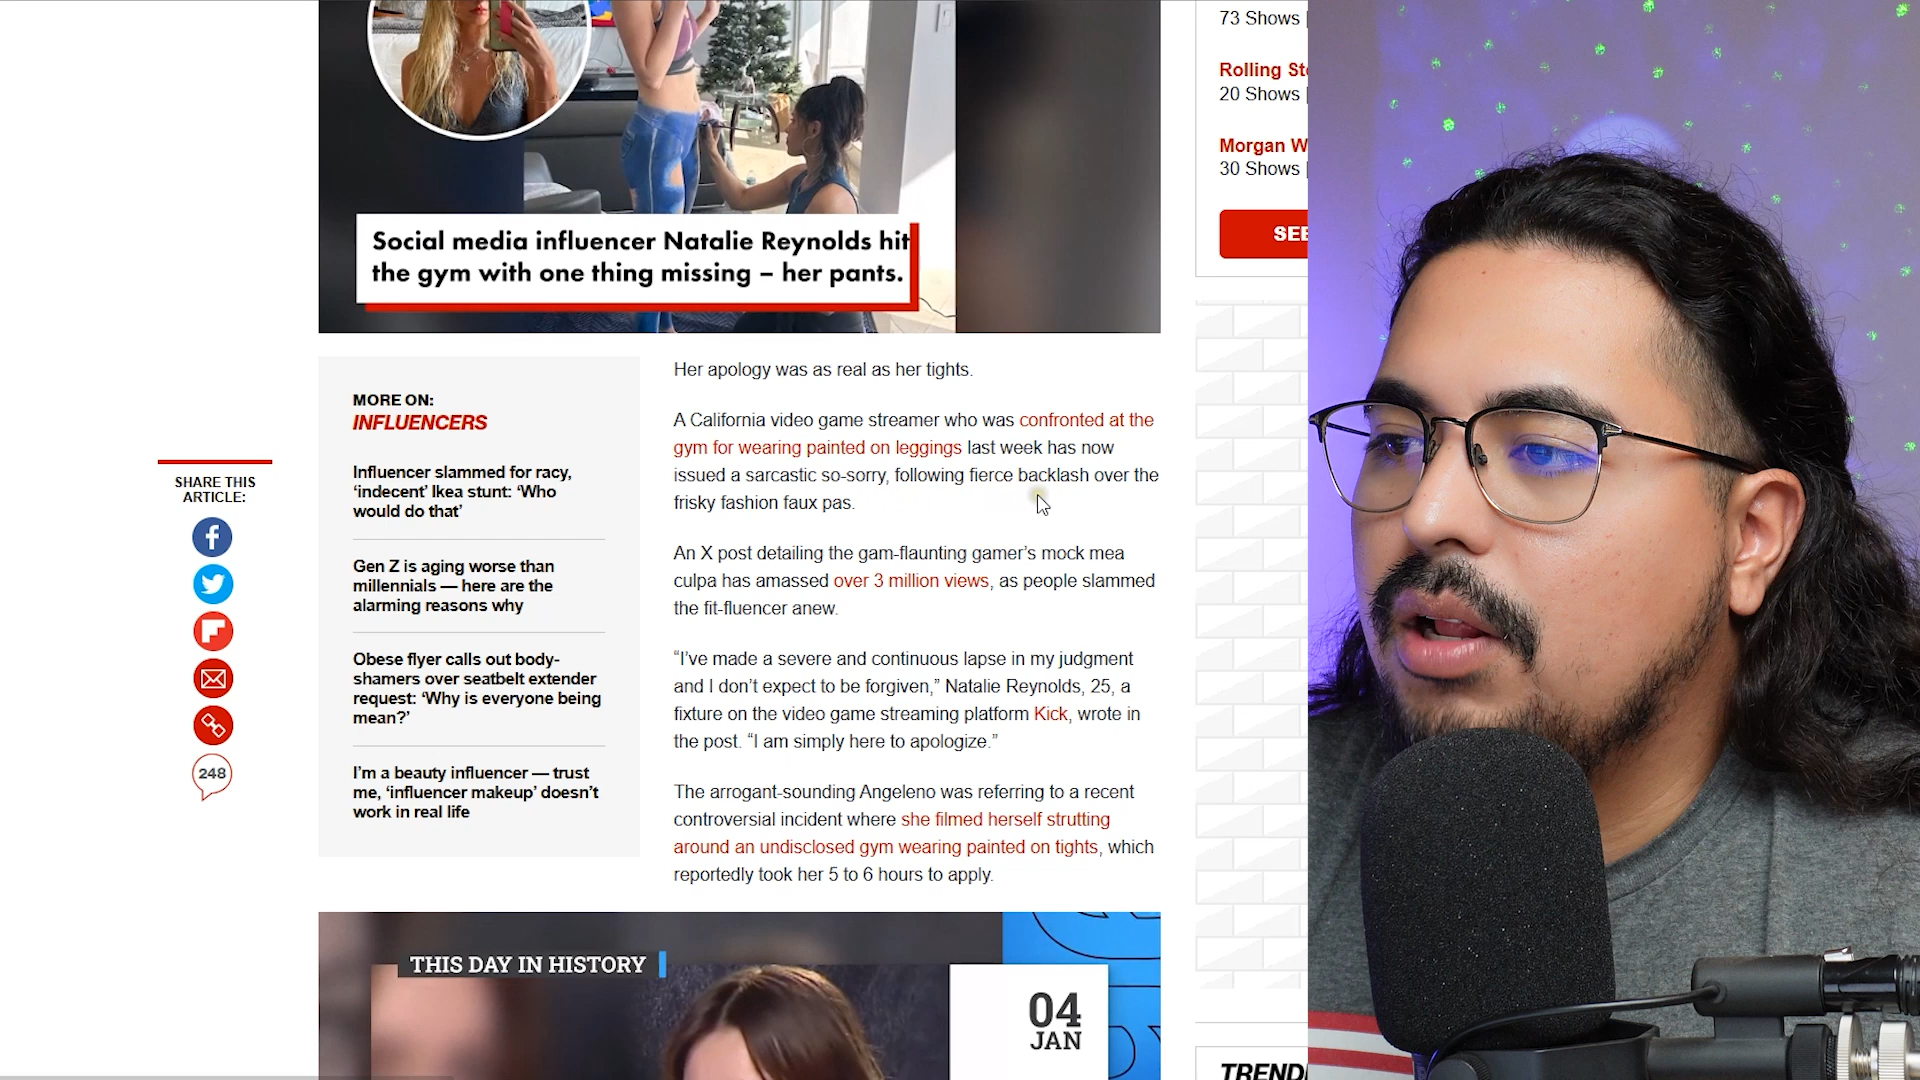 Social media influencer Natalie Reynolds hit
the gym with one thing missing – her pants.
SHARE THIS
ARTICLE:
248
MORE ON:
INFLUENCERS
Influencer slammed for racy,
‘indecent’ Ikea stunt: ‘Who
would do that’
Gen Z is aging worse than
millennials — here are the
alarming reasons why
Obese flyer calls out body-
shamers over seatbelt extender
request: ‘Why is everyone being
mean?’
I’m a beauty influencer — trust
me, ‘influencer makeup’ doesn’t
work in real life
Her apology was as real as her tights.
A California video game streamer who was confronted at the
gym for wearing painted on leggings last week has now
issued a sarcastic so-sorry, following fierce backlash over the
frisky fashion faux pas.
An X post detailing the gam-flaunting gamer’s mock mea
culpa has amassed over 3 million views, as people slammed
the fit-fluencer anew.
“I’ve made a severe and continuous lapse in my judgment
and I don’t expect to be forgiven,” Natalie Reynolds, 25, a
fixture on the video game streaming platform Kick, wrote in
the post. “I am simply here to apologize.”
The arrogant-sounding Angeleno was referring to a recent
controversial incident where she filmed herself strutting
around an undisclosed gym wearing painted on tights, which
reportedly took her 5 to 6 hours to apply.
THIS DAY IN HISTORY
04
JAN
73 Shows
Rolling
20 Shows
Morgan
30 Shows